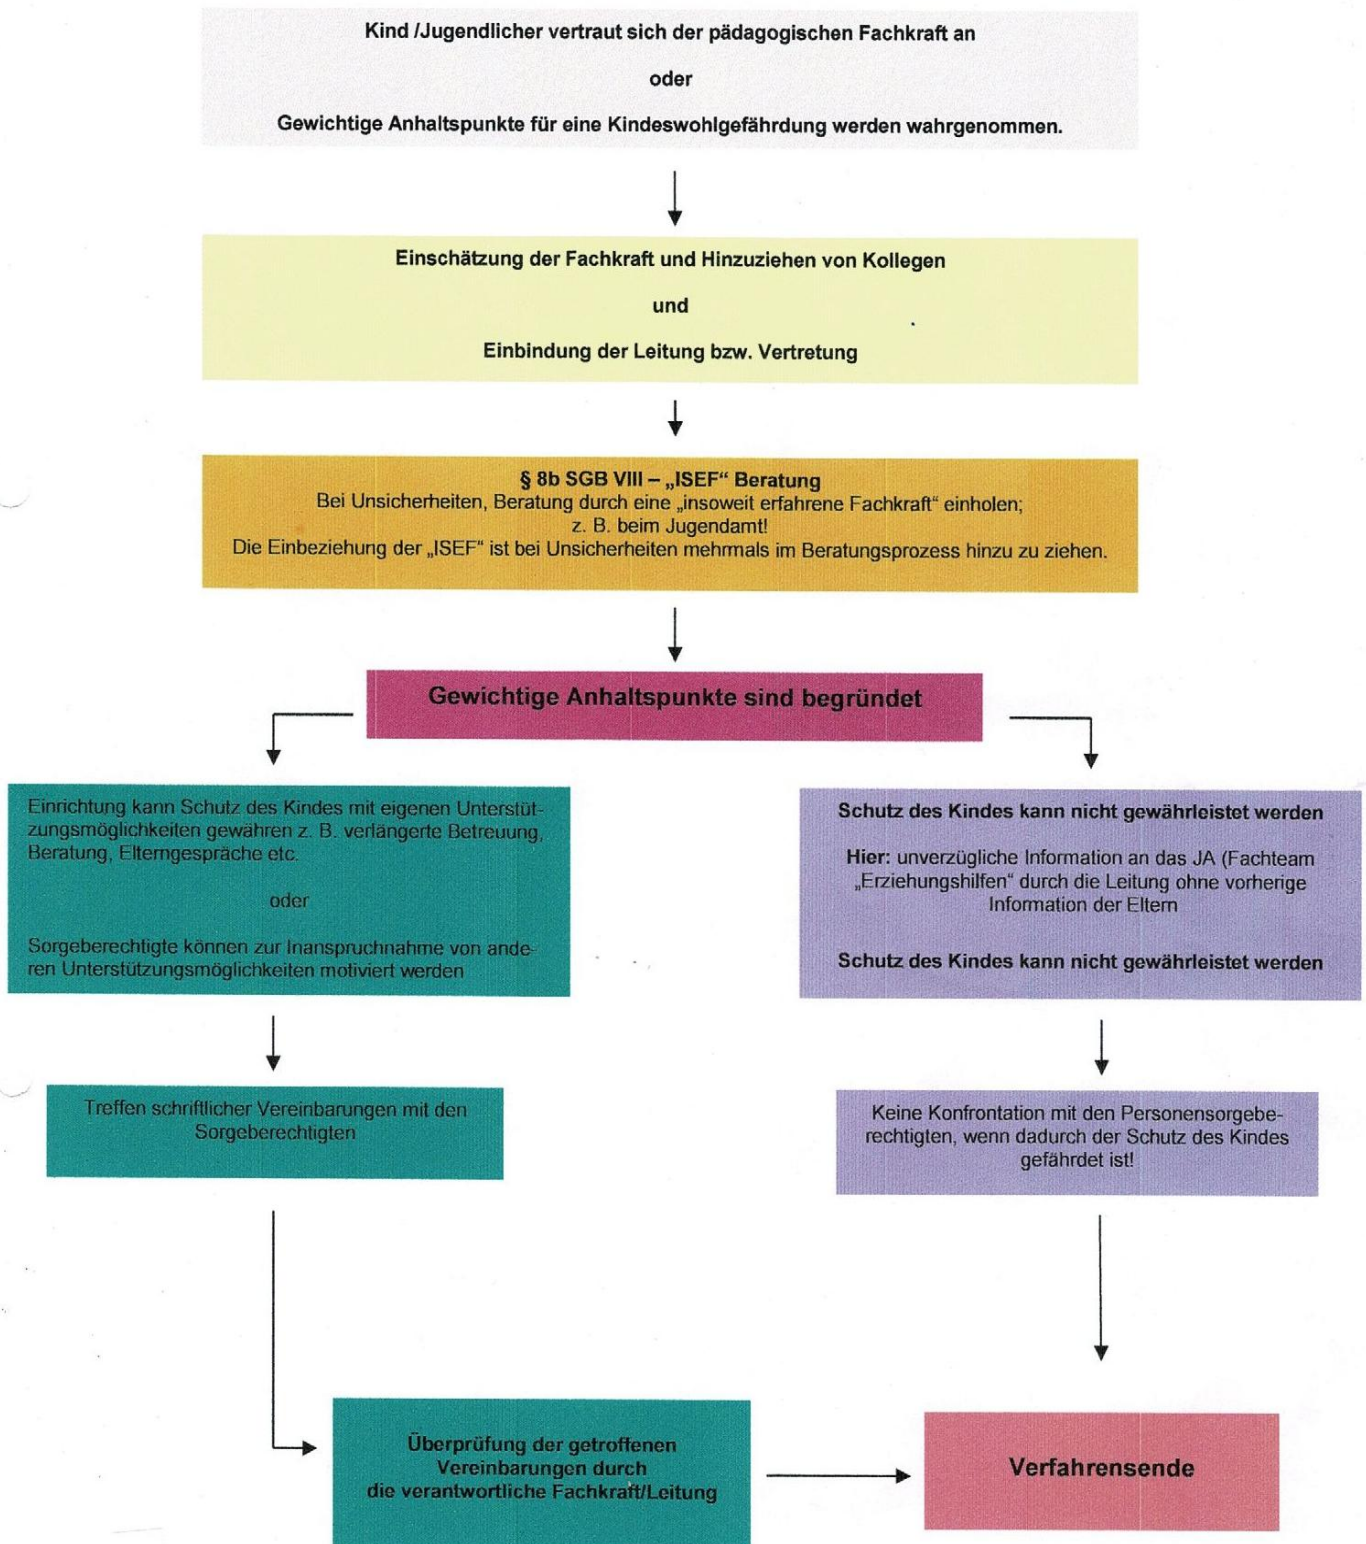 Kind /Jugendlicher vertraut sich der pädagogischen Fachkraft an
oder
Gewichtige Anhaltspunkte für eine Kindeswohlgefährdung werden wahrgenommen.
Einschätzung der Fachkraft und Hinzuziehen von Kollegen
und
Einbindung der Leitung bzw. Vertretung
§ 8b SGB VIII – „ISEF“ Beratung
Bei Unsicherheiten, Beratung durch eine „insoweit erfahrene Fachkraft“ einholen;
z. B. beim Jugendamt!
Die Einbeziehung der „ISEF“ ist bei Unsicherheiten mehrmals im Beratungsprozess hinzu zu ziehen.
Gewichtige Anhaltspunkte sind begründet
Einrichtung kann Schutz des Kindes mit eigenen Unterstüt-
zungsmöglichkeiten gewähren z. B. verlängerte Betreuung,
Beratung, Elterngespräche etc.
oder
Sorgeberechtigte können zur Inanspruchnahme von ande-
ren Unterstützungsmöglichkeiten motiviert werden
Schutz des Kindes kann nicht gewährleistet werden
Hier: unverzügliche Information an das JA (Fachteam
„Erziehungshilfen“ durch die Leitung ohne vorherige
Information der Eltern
Schutz des Kindes kann nicht gewährleistet werden
Treffen schriftlicher Vereinbarungen mit den
Sorgeberechtigten
Keine Konfrontation mit den Personensorgebe-
rechtigten, wenn dadurch der Schutz des Kindes
gefährdet ist!
Überprüfung der getroffenen
Vereinbarungen durch
die verantwortliche Fachkraft/Leitung
Verfahrensende